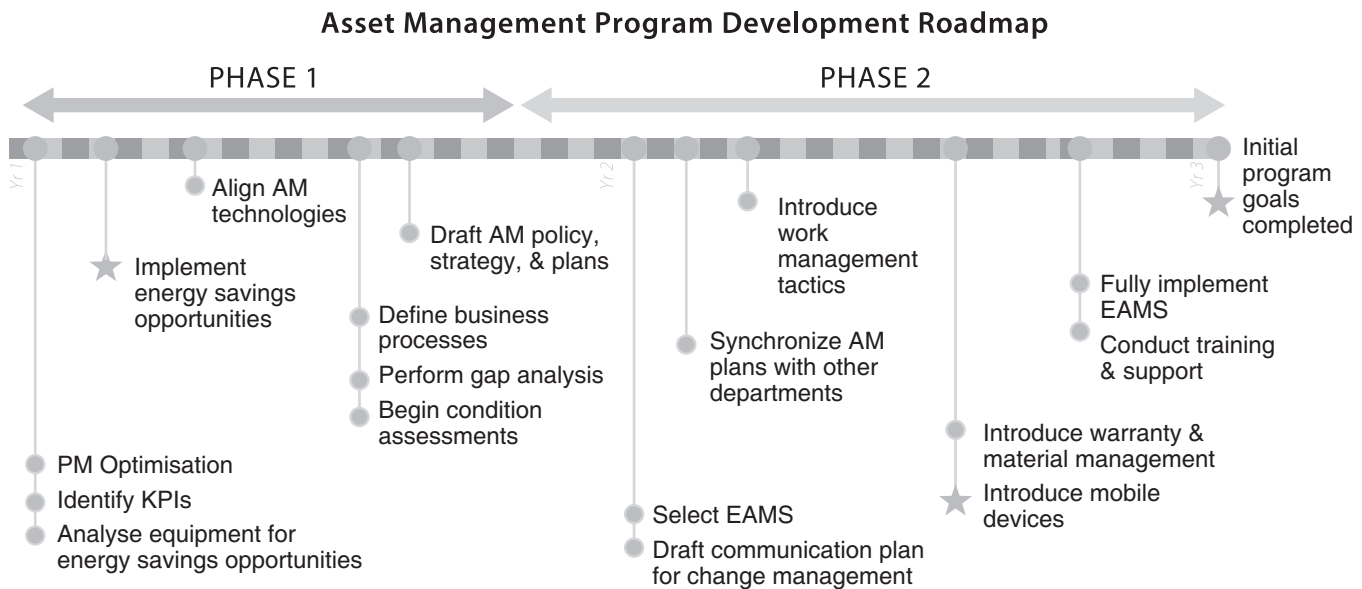 Asset Management Program Development Roadmap
PHASE 1
PHASE 2
Yr 1
Yr 2
Yr 3
Initial
program
goals
completed
Align AM
technologies
Implement
energy savings
opportunities
Draft AM policy,
strategy, & plans
Define business
processes
Perform gap analysis
Begin condition
assessments
PM Optimisation
Identify KPIs
Analyse equipment for
energy savings opportunities
Introduce
work
management
tactics
Synchronize AM
plans with other
departments
Select EAMS
Draft communication plan
for change management
Fully implement
EAMS
Conduct training
& support
Introduce warranty &
material management
Introduce mobile
devices